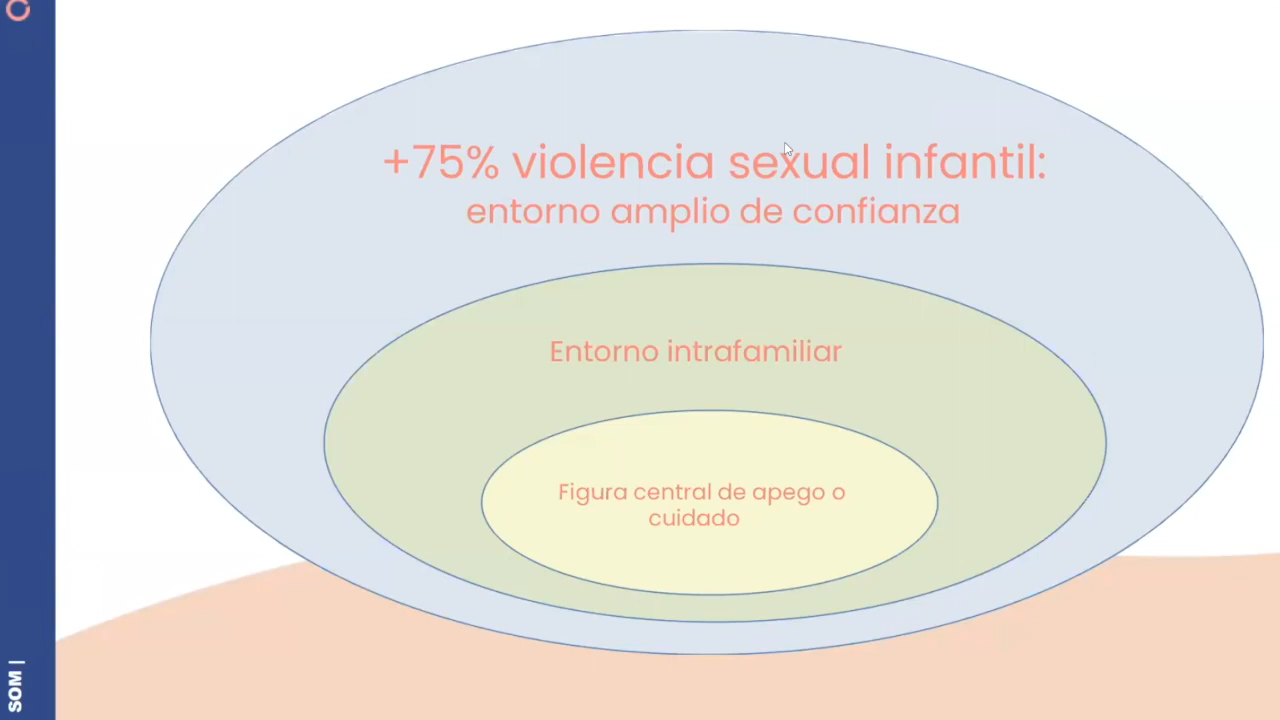 +75% violencia sexual infantil:
entorno amplio de confianza
Entorno intrafamiliar
Figura central de apego o
cuidado
SOM |